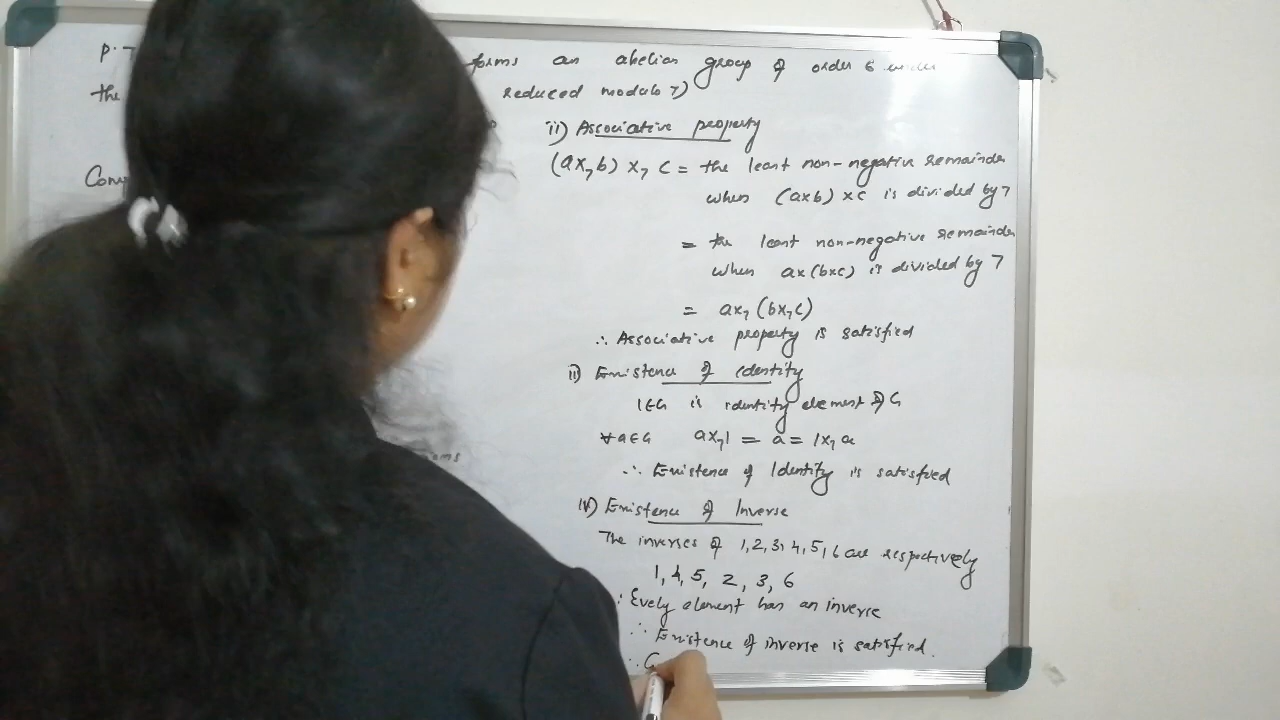 P.T forms an abelian group of order 6 under
the reduced modulo 7)
ii) Associative property
(ax₇b) x₇ c = the least non-negative remainder
when (axb) xc is divided by 7
= the least non-negative remainder
when ax(bxc) is divided by 7
= ax₇ (bx₇c)
∴ Associative property is satisfied
ii) Existence of identity
1∈G is identity element of G
∀a∈G ax₇1 = a = 1x₇a
∴ Existence of Identity is satisfied
iv) Existence of Inverse
The inverses of 1,2,3,4,5,6 are respectively
1, 4, 5, 2, 3, 6
∴ Every element has an inverse
∴ Existence of inverse is satisfied.
∴ G